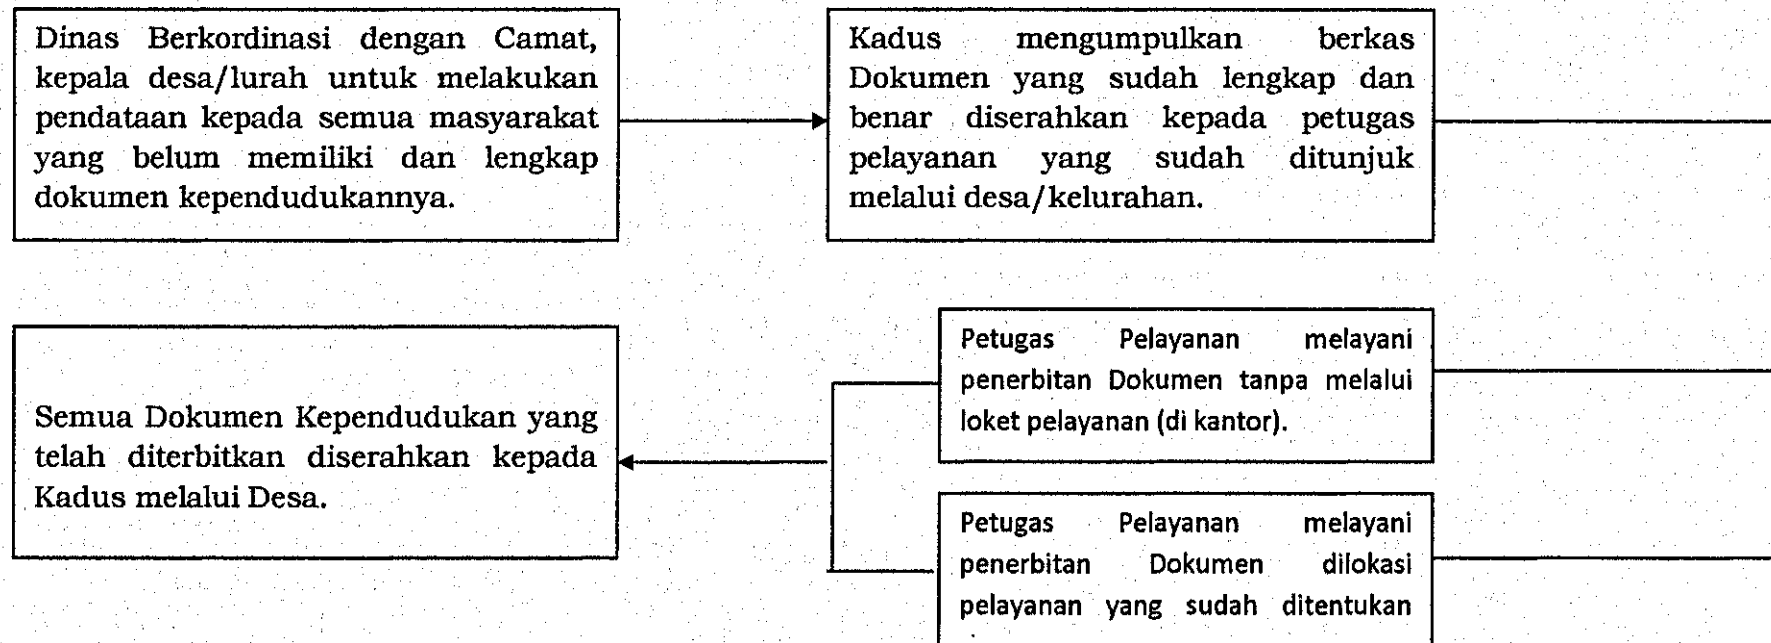 Dinas Berkordinasi dengan Camat,
kepala desa/lurah untuk melakukan
pendataan kepada semua masyarakat
yang belum memiliki dan lengkap
dokumen kependudukannya.
Kadus mengumpulkan berkas
Dokumen yang sudah lengkap dan
benar diserahkan kepada petugas
pelayanan yang sudah ditunjuk
melalui desa/kelurahan.
Petugas Pelayanan melayani
penerbitan Dokumen tanpa melalui
loket pelayanan (di kantor).
Semua Dokumen Kependudukan yang
telah diterbitkan diserahkan kepada
Kadus melalui Desa.
Petugas Pelayanan melayani
penerbitan Dokumen dilokasi
pelayanan yang sudah ditentukan